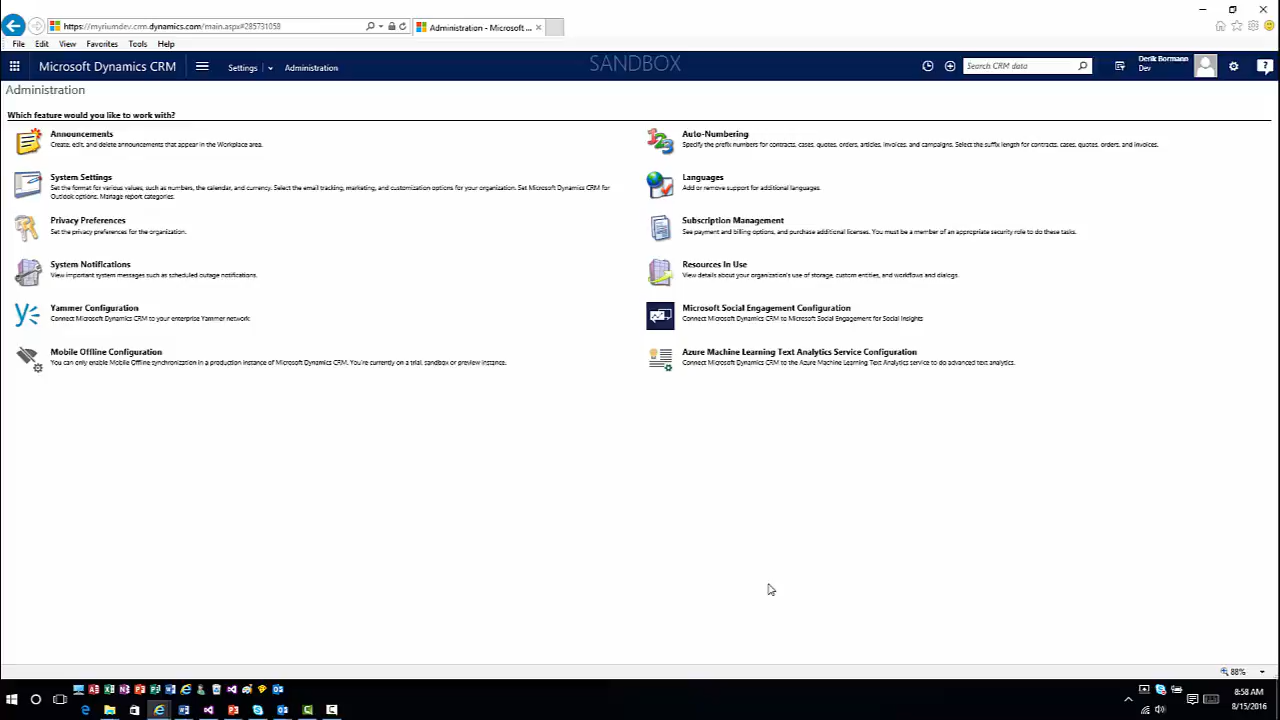 https://myriumdev.crm.dynamics.com/main.aspx#285731058
Administration - Microsoft ...
File Edit View Favorites Tools Help
Microsoft Dynamics CRM
Settings
Administration
SANDBOX
Search CRM data
Derik Bormann
Dev
Administration
Which feature would you like to work with?
Announcements
Create, edit, and delete announcements that appear in the Workplace area.
Auto-Numbering
Specify the prefix numbers for contracts, cases, quotes, orders, articles, invoices, and campaigns. Select the suffix length for contracts, cases, quotes, orders, and invoices.
System Settings
Set the format for various values, such as numbers, the calendar, and currency. Select the email tracking, marketing, and customization options for your organization. Set Microsoft Dynamics CRM for
Outlook options. Manage report categories.
Languages
Add or remove support for additional languages.
Privacy Preferences
Set the privacy preferences for the organization.
Subscription Management
See payment and billing options, and purchase additional licenses. You must be a member of an appropriate security role to do these tasks.
System Notifications
View important system messages such as scheduled outage notifications.
Resources In Use
View details about your organization's use of storage, custom entities, and workflows and dialogs.
Yammer Configuration
Connect Microsoft Dynamics CRM to your enterprise Yammer network
Microsoft Social Engagement Configuration
Connect Microsoft Dynamics CRM to Microsoft Social Engagement for Social Insights
Mobile Offline Configuration
You can only enable Mobile Offline synchronization in a production instance of Microsoft Dynamics CRM. You're currently on a trial, sandbox or preview instance.
Azure Machine Learning Text Analytics Service Configuration
Connect Microsoft Dynamics CRM to the Azure Machine Learning Text Analytics service to do advanced text analytics.
88%
8:58 AM
8/15/2016